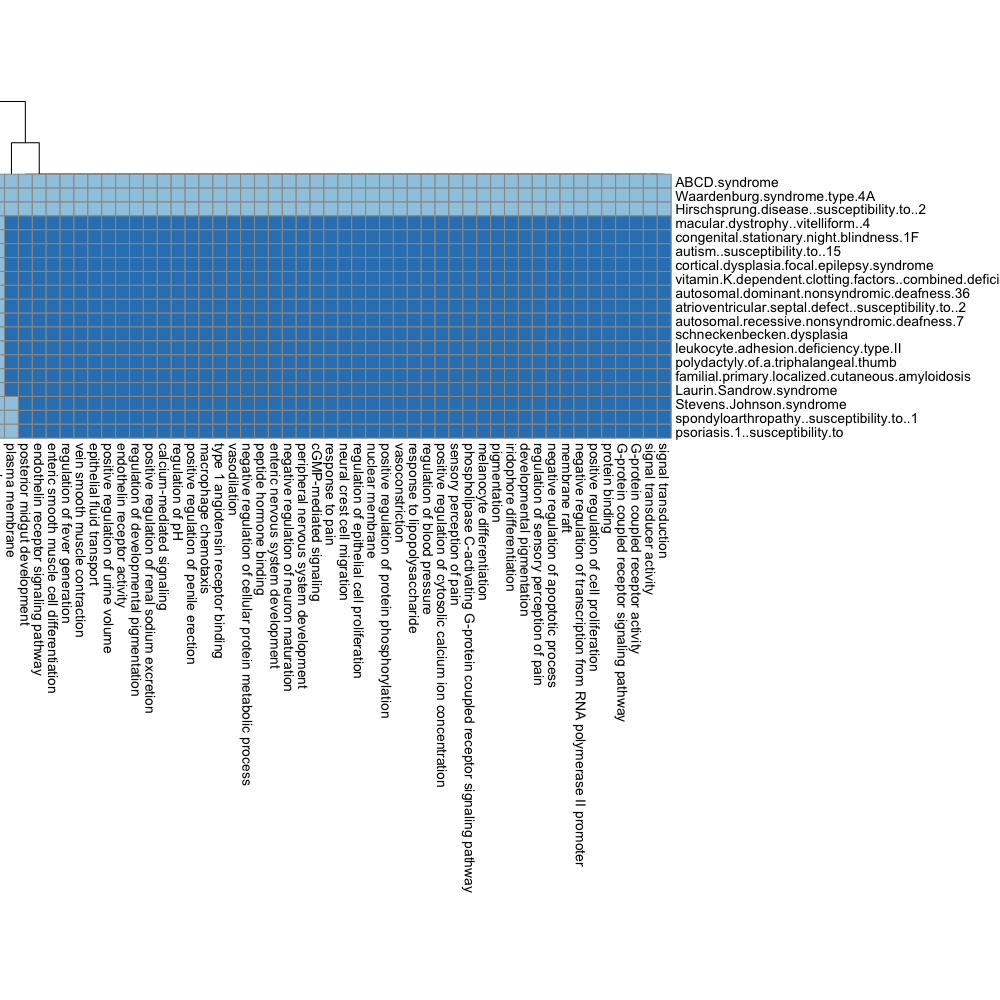 ABCD.syndrome
Waardenburg.syndrome.type.4A
Hirschsprung.disease..susceptibility.to..2
macular.dystrophy..vitelliform..4
congenital.stationary.night.blindness.1F
autism..susceptibility.to..15
cortical.dysplasia.focal.epilepsy.syndrome
vitamin.K.dependent.clotting.factors..combined.defici
autosomal.dominant.nonsyndromic.deafness.36
atrioventricular.septal.defect..susceptibility.to..2
autosomal.recessive.nonsyndromic.deafness.7
schneckenbecken.dysplasia
leukocyte.adhesion.deficiency.type.II
polydactyly.of.a.triphalangeal.thumb
familial.primary.localized.cutaneous.amyloidosis
Laurin.Sandrow.syndrome
Stevens.Johnson.syndrome
spondyloarthropathy..susceptibility.to..1
psoriasis.1..susceptibility.to
plasma membrane
posterior midgut development
endothelin receptor signaling pathway
enteric smooth muscle cell differentiation
regulation of fever generation
vein smooth muscle contraction
epithelial fluid transport
positive regulation of urine volume
endothelin receptor activity
regulation of developmental pigmentation
positive regulation of renal sodium excretion
calcium-mediated signaling
regulation of pH
positive regulation of penile erection
macrophage chemotaxis
type 1 angiotensin receptor binding
vasodilation
negative regulation of cellular protein metabolic process
peptide hormone binding
enteric nervous system development
negative regulation of neuron maturation
peripheral nervous system development
cGMP-mediated signaling
response to pain
neural crest cell migration
regulation of epithelial cell proliferation
nuclear membrane
positive regulation of protein phosphorylation
vasoconstriction
response to lipopolysaccharide
regulation of blood pressure
positive regulation of cytosolic calcium ion concentration
sensory perception of pain
phospholipase C-activating G-protein coupled receptor signaling pathway
melanocyte differentiation
pigmentation
iridophore differentiation
developmental pigmentation
regulation of sensory perception of pain
negative regulation of apoptotic process
membrane raft
negative regulation of transcription from RNA polymerase II promoter
positive regulation of cell proliferation
protein binding
G-protein coupled receptor signaling pathway
G-protein coupled receptor activity
signal transducer activity
signal transduction